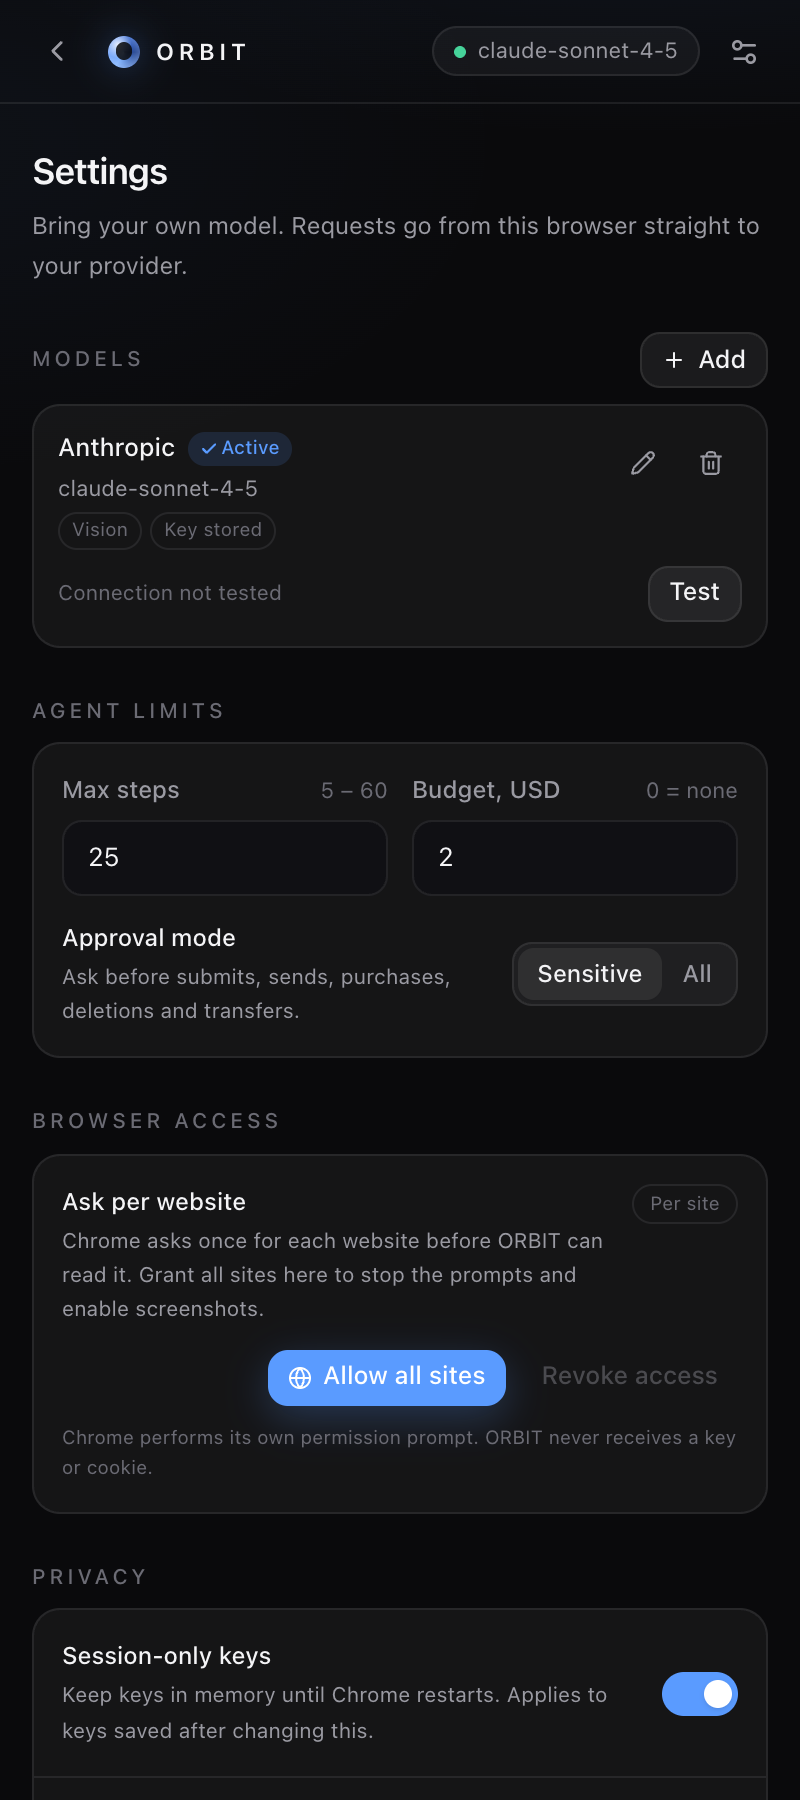 ORBIT
claude-sonnet-4-5
Settings
Bring your own model. Requests go from this browser straight to
your provider.
MODELS
+ Add
Anthropic
Active
claude-sonnet-4-5
Vision
Key stored
Connection not tested
Test
AGENT LIMITS
Max steps
5 – 60
Budget, USD
0 = none
25
2
Approval mode
Ask before submits, sends, purchases,
deletions and transfers.
Sensitive
All
BROWSER ACCESS
Ask per website
Per site
Chrome asks once for each website before ORBIT can
read it. Grant all sites here to stop the prompts and
enable screenshots.
Allow all sites
Revoke access
Chrome performs its own permission prompt. ORBIT never receives a key
or cookie.
PRIVACY
Session-only keys
Keep keys in memory until Chrome restarts. Applies to
keys saved after changing this.